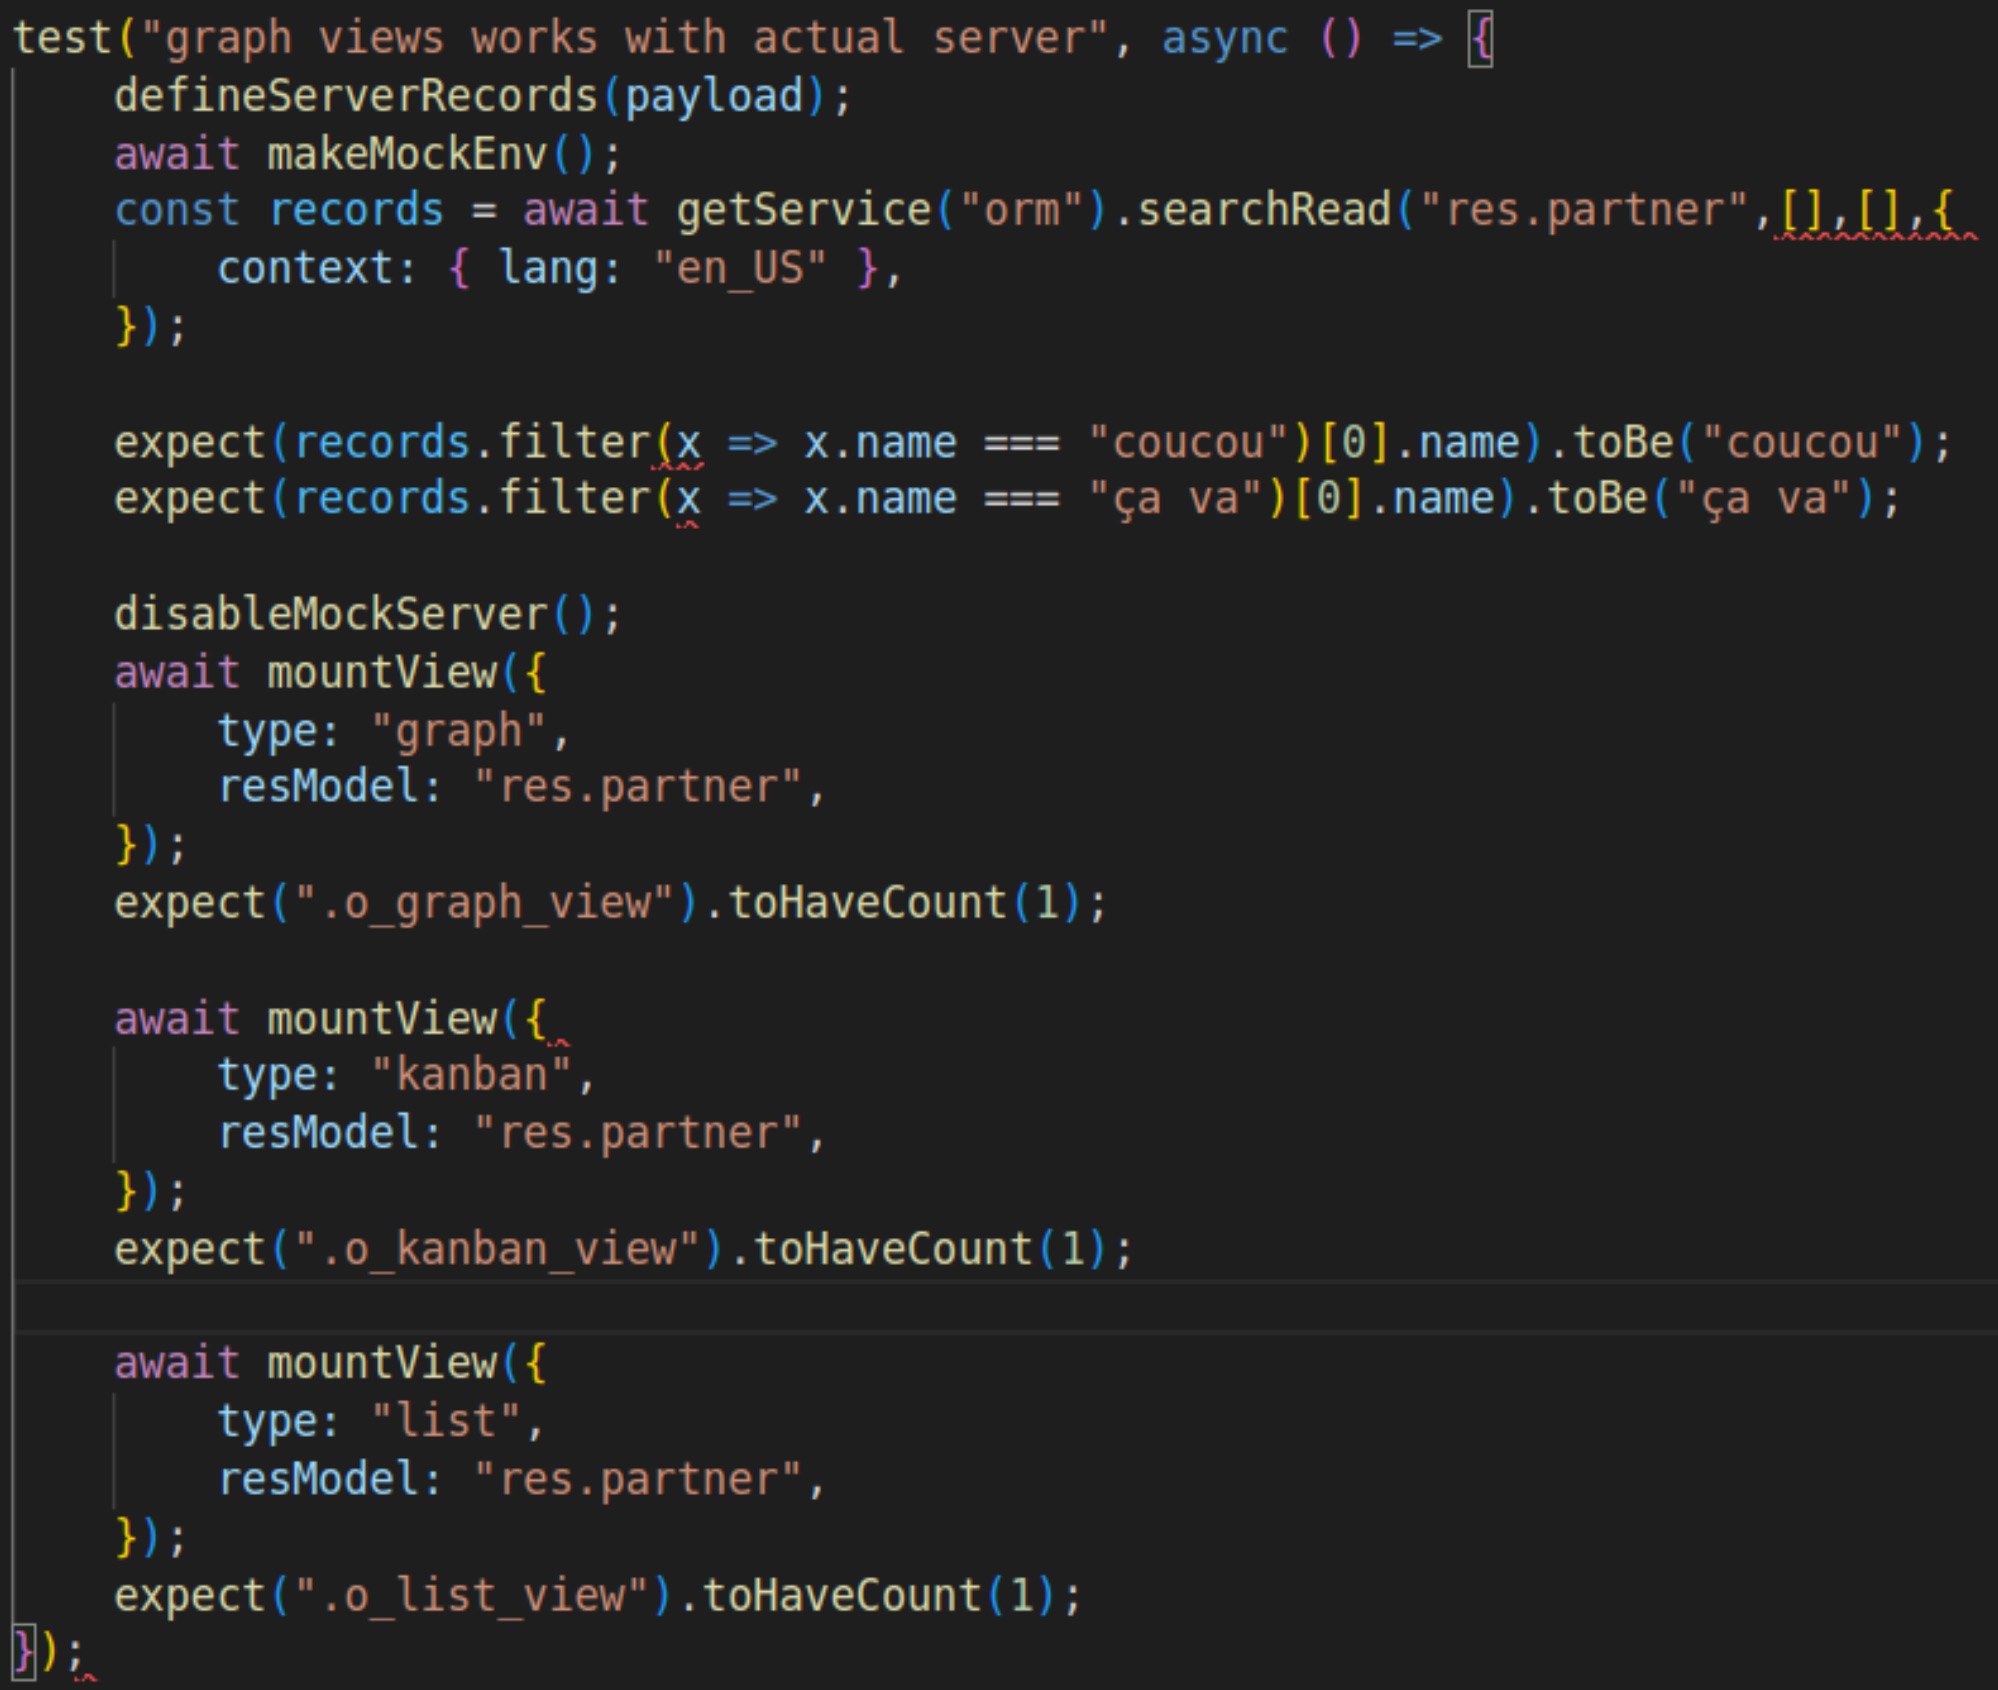 test("graph views works with actual server", async () => {
    defineServerRecords(payload);
    await makeMockEnv();
    const records = await getService("orm").searchRead("res.partner",[],[],{
        context: { lang: "en_US" },
    });

    expect(records.filter(x => x.name === "coucou")[0].name).toBe("coucou");
    expect(records.filter(x => x.name === "ça va")[0].name).toBe("ça va");

    disableMockServer();
    await mountView({
        type: "graph",
        resModel: "res.partner",
    });
    expect(".o_graph_view").toHaveCount(1);

    await mountView({
        type: "kanban",
        resModel: "res.partner",
    });
    expect(".o_kanban_view").toHaveCount(1);

    await mountView({
        type: "list",
        resModel: "res.partner",
    });
    expect(".o_list_view").toHaveCount(1);
});